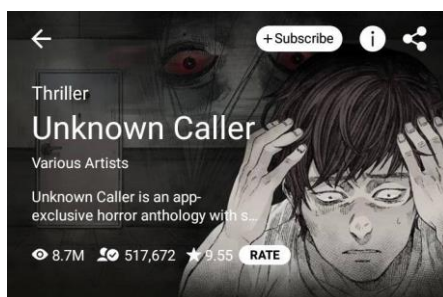 + Subscribe
Thriller
Unknown Caller
Various Artists
Unknown Caller is an app-
exclusive horror anthology with s...
8.7M 517,672 9.55 RATE